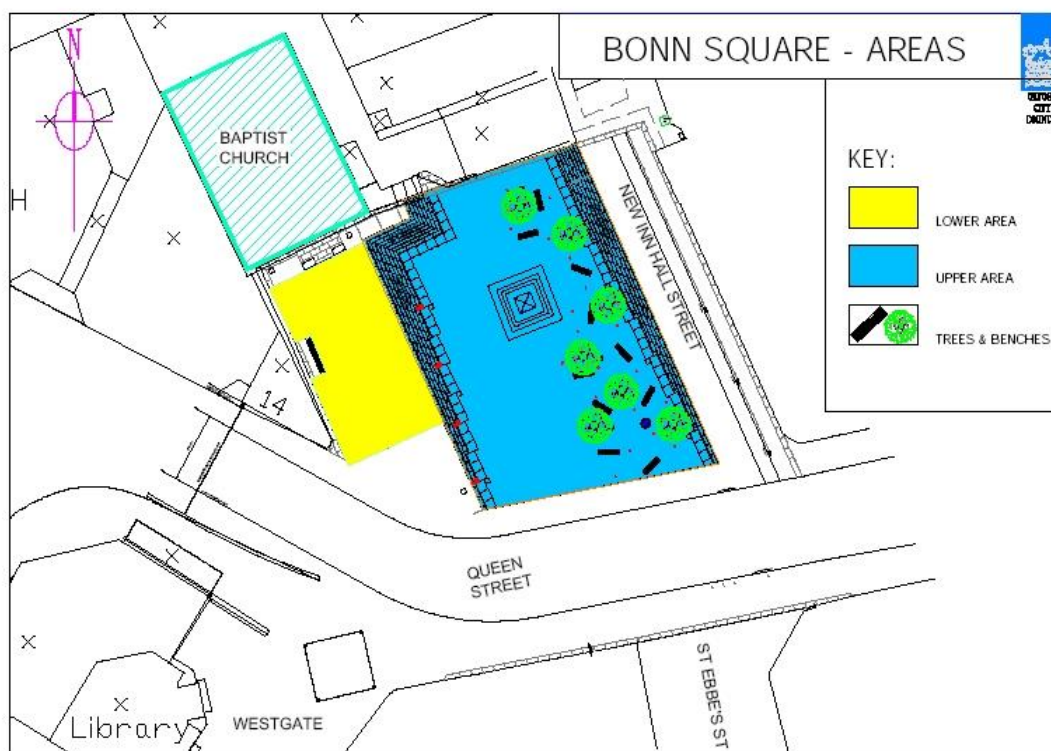 BONN SQUARE - AREAS
N
BAPTIST
CHURCH
H
KEY:
LOWER AREA
UPPER AREA
TREES & BENCHES
NEW INN HALL STREET
14
QUEEN
STREET
ST EBBE'S ST
WESTGATE
Library